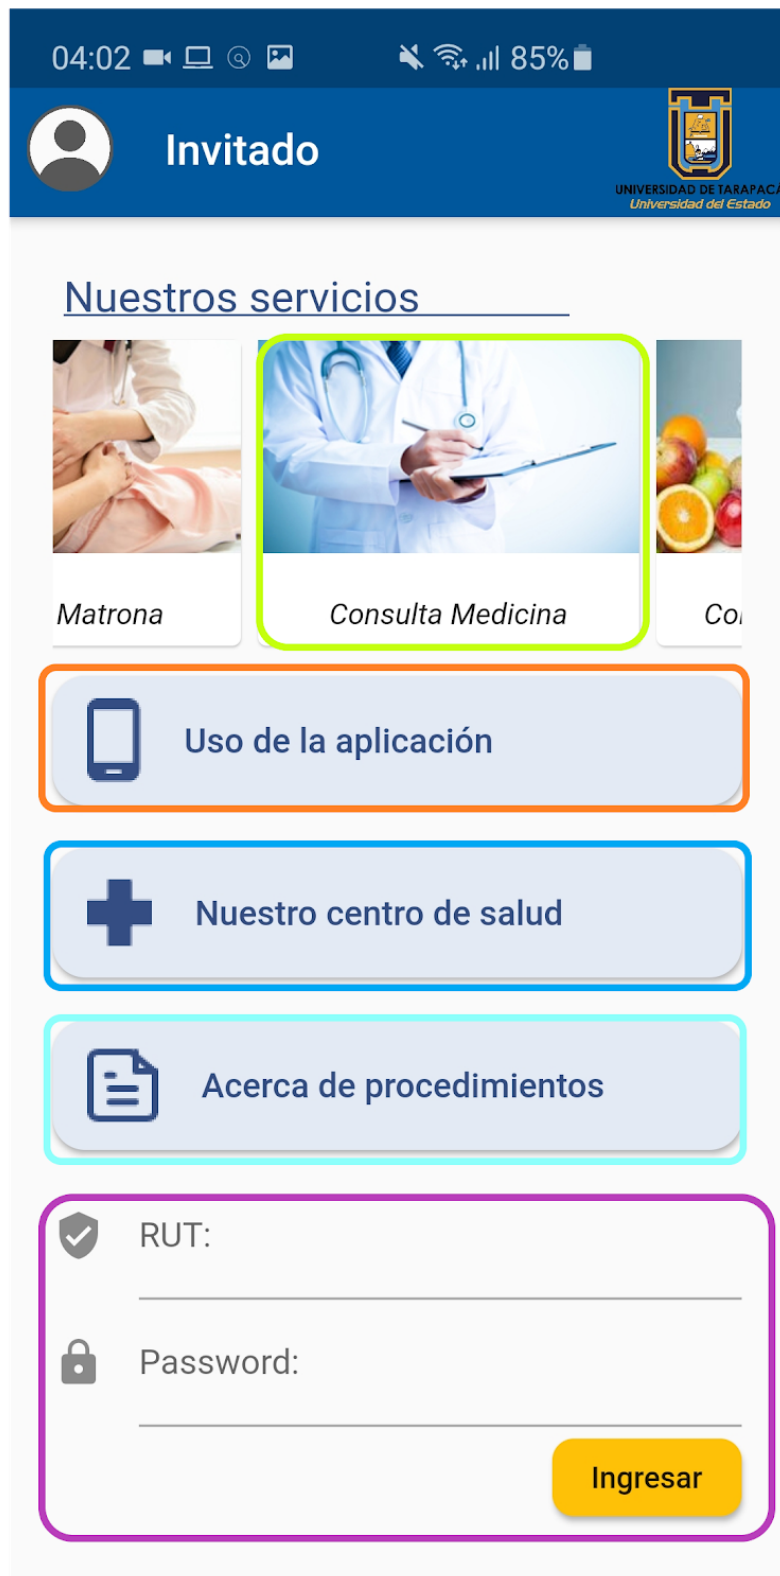 04:02 85%
Invitado
UNIVERSIDAD DE TARAPACÁ
Universidad del Estado
Nuestros servicios
Matrona
Consulta Medicina
Uso de la aplicación
Nuestro centro de salud
Acerca de procedimientos
RUT:
Password:
Ingresar